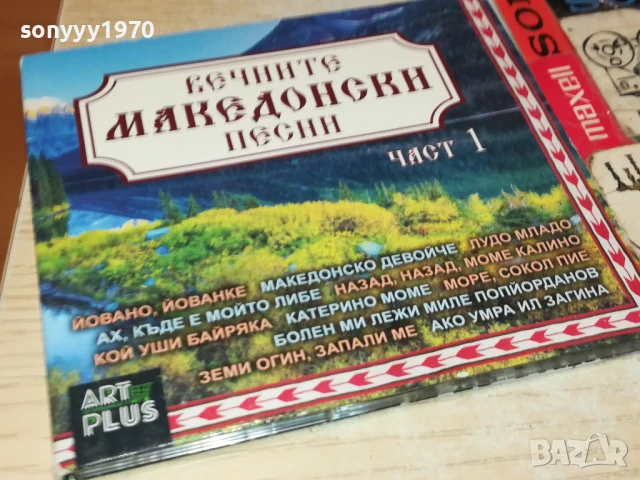 sonyyy1970
ВЕЧНИТЕ
МАКЕДОНСКИ
ПЕСНИ
ЧАСТ 1
ЙОВАНО, ЙОВАНКЕ МАКЕДОНСКО ДЕВОЙЧЕ ЛУДО МЛАДО
АХ, КЪДЕ Е МОЙТО ЛИБЕ НАЗАД, НАЗАД, МОМЕ КАЛИНО
КОЙ УШИ БАЙРЯКА КАТЕРИНО МОМЕ МОРЕ, СОКОЛ ПИЕ
БОЛЕН МИ ЛЕЖИ МИЛЕ ПОПЙОРДАНОВ
ЗЕМИ ОГИН, ЗАПАЛИ МЕ АКО УМРА ИЛ ЗАГИНА
ART
PLUS
maxell
SO
BAZAR